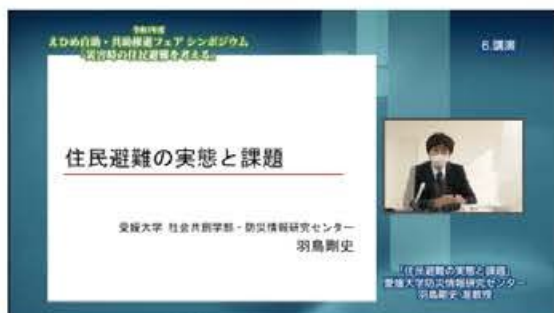 令和3年度
えひめ自助・共助推進フェア シンポジウム
「災害時の住民避難を考える」
6.講演
住民避難の実態と課題
愛媛大学 社会共創学部・防災情報研究センター
羽鳥剛史
「住民避難の実態と課題」
愛媛大学防災情報研究センター
羽鳥剛史 准教授